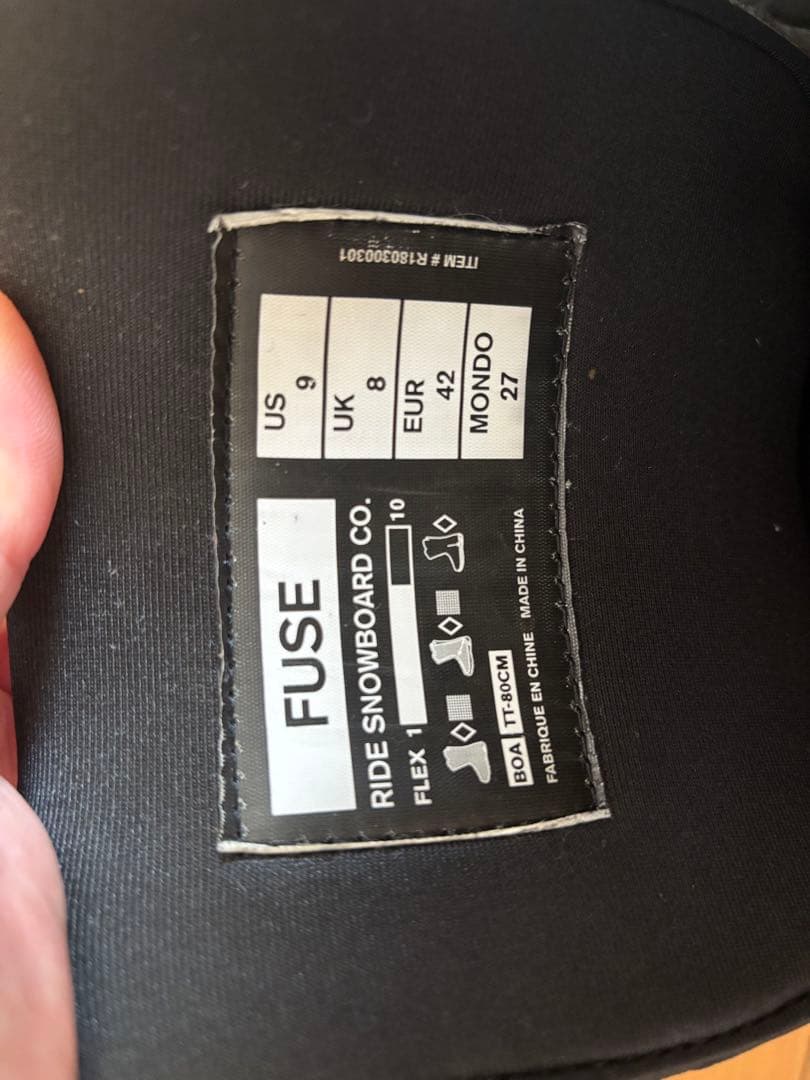 FUSE
RIDE SNOWBOARD CO.
FLEX 1 10
BOA TT-80CM
FABRIQUE EN CHINE MADE IN CHINA
US
9
UK
8
EUR
42
MONDO
27
ITEM # R180300301